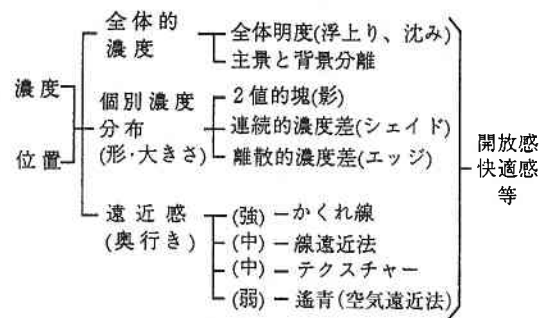 全体的
濃度
全体明度(浮上り、沈み)
主景と背景分離
濃度
位置
個別濃度
分布
(形・大きさ)
2値的塊(影)
連続的濃度差(シェイド)
離散的濃度差(エッジ)
遠近感
(奥行き)
(強)－かくれ線
(中)－線遠近法
(中)－テクスチャー
(弱)－遙青(空気遠近法)
開放感
快適感
等